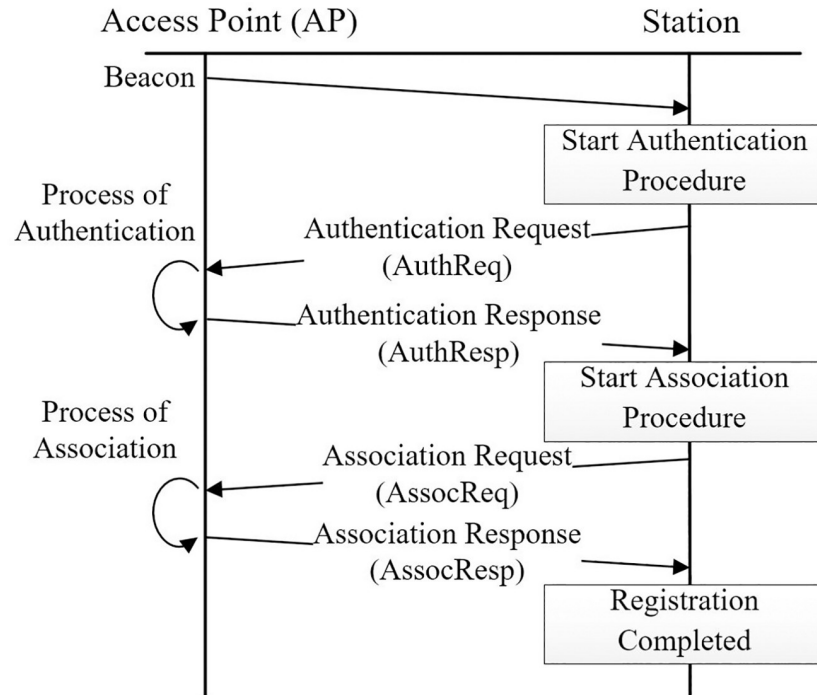 Access Point (AP)
Station
Beacon
Start Authentication
Procedure
Process of
Authentication
Authentication Request
(AuthReq)
Authentication Response
(AuthResp)
Start Association
Procedure
Process of
Association
Association Request
(AssocReq)
Association Response
(AssocResp)
Registration
Completed